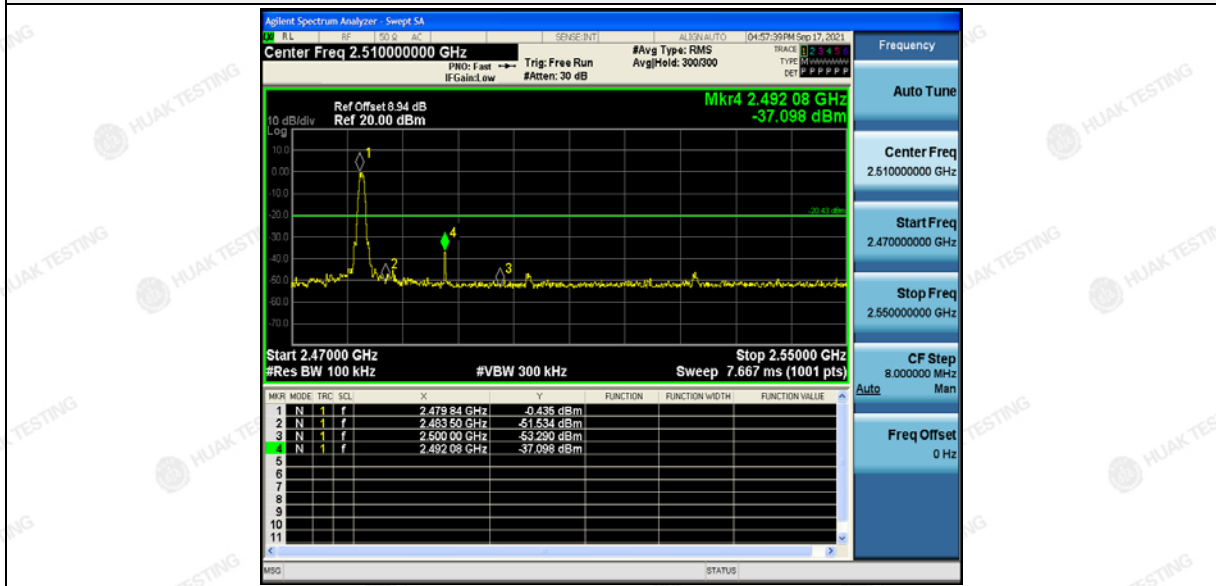 Agilent Spectrum Analyzer - Swept SA
RL RF 50 Ω AC SENSE:INT ALIGN AUTO 04:57:39 PM Sep 17, 2021
Center Freq 2.510000000 GHz
PNO: Fast
IFGain:Low
Trig: Free Run
#Atten: 30 dB
#Avg Type: RMS
Avg|Hold: 300/300
TRACE 1 2 3 4 5 6
TYPE M
DET P P P P P P
Mkr4 2.492 08 GHz
-37.098 dBm
Ref Offset 8.94 dB
10 dB/div Ref 20.00 dBm
Log
10.0
0.00
-10.0
-20.0
-30.0
-40.0
-50.0
-60.0
-70.0
1
2
3
4
-20.43 dBm
Start 2.47000 GHz Stop 2.55000 GHz
#Res BW 100 kHz #VBW 300 kHz Sweep 7.667 ms (1001 pts)
MKR MODE TRC SCL X Y FUNCTION FUNCTION WIDTH FUNCTION VALUE
1 N 1 f 2.479 84 GHz -0.435 dBm
2 N 1 f 2.483 50 GHz -51.534 dBm
3 N 1 f 2.500 00 GHz -53.290 dBm
4 N 1 f 2.492 08 GHz -37.098 dBm
5
6
7
8
9
10
11
MSG STATUS
Frequency
Auto Tune
Center Freq
2.510000000 GHz
Start Freq
2.470000000 GHz
Stop Freq
2.550000000 GHz
CF Step
8.000000 MHz
Auto Man
Freq Offset
0 Hz
HUAK TESTING
HUAK TESTING
HUAK TESTING
HUAK TESTING